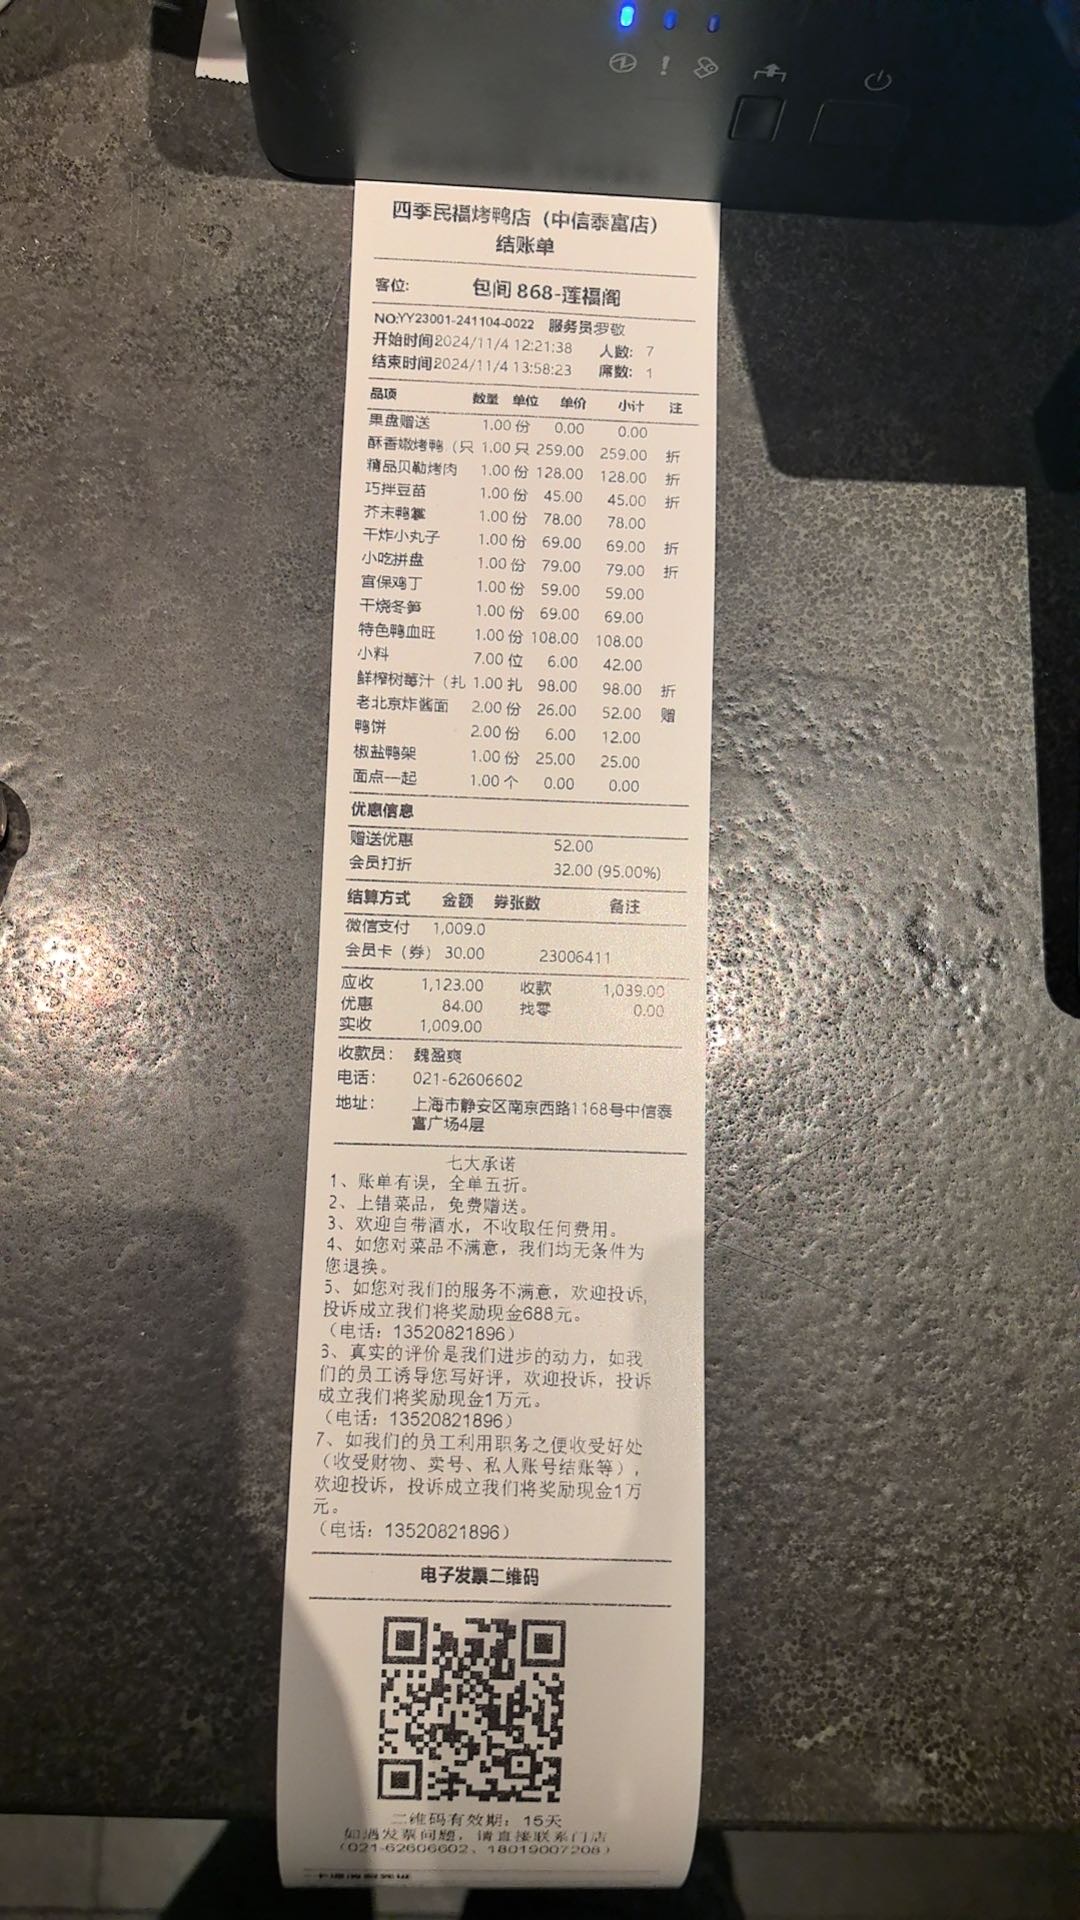 四季民福烤鸭店（中信泰富店）
结账单
客位： 包间 868-莲福阁
NO:YY23001-241104-0022 服务员:罗敬
开始时间2024/11/4 12:21:38 人数： 7
结束时间2024/11/4 13:58:23 席数： 1
品项 数量 单位 单价 小计 注
果盘赠送 1.00 份 0.00 0.00
酥香嫩烤鸭（只 1.00 只 259.00 259.00 折
精品贝勒烤肉 1.00 份 128.00 128.00 折
巧拌豆苗 1.00 份 45.00 45.00 折
芥末鸭掌 1.00 份 78.00 78.00
干炸小丸子 1.00 份 69.00 69.00 折
小吃拼盘 1.00 份 79.00 79.00 折
宫保鸡丁 1.00 份 59.00 59.00
干烧冬笋 1.00 份 69.00 69.00
特色鸭血旺 1.00 份 108.00 108.00
小料 7.00 位 6.00 42.00
鲜榨树莓汁（扎 1.00 扎 98.00 98.00 折
老北京炸酱面 2.00 份 26.00 52.00 赠
鸭饼 2.00 份 6.00 12.00
椒盐鸭架 1.00 份 25.00 25.00
面点一起 1.00 个 0.00 0.00
优惠信息
赠送优惠 52.00
会员打折 32.00 (95.00%)
结算方式 金额 券张数 备注
微信支付 1,009.0
会员卡（券） 30.00 23006411
应收 1,123.00 收款 1,039.00
优惠 84.00 找零 0.00
实收 1,009.00
收款员： 魏盈爽
电话： 021-62606602
地址： 上海市静安区南京西路1168号中信泰
富广场4层
七大承诺
1、账单有误，全单五折。
2、上错菜品，免费赠送。
3、欢迎自带酒水，不收取任何费用。
4、如您对菜品不满意，我们均无条件为
您退换。
5、如您对我们的服务不满意，欢迎投诉,
投诉成立我们将奖励现金688元。
（电话：13520821896）
6、真实的评价是我们进步的动力，如我
们的员工诱导您写好评，欢迎投诉，投诉
成立我们将奖励现金1万元。
（电话：13520821896）
7、如我们的员工利用职务之便收受好处
（收受财物、卖号、私人账号结账等），
欢迎投诉，投诉成立我们将奖励现金1万
元。
（电话：13520821896）
电子发票二维码
二维码有效期：15天
如遇发票问题，请直接联系门店
（021-62606602、18019007208）